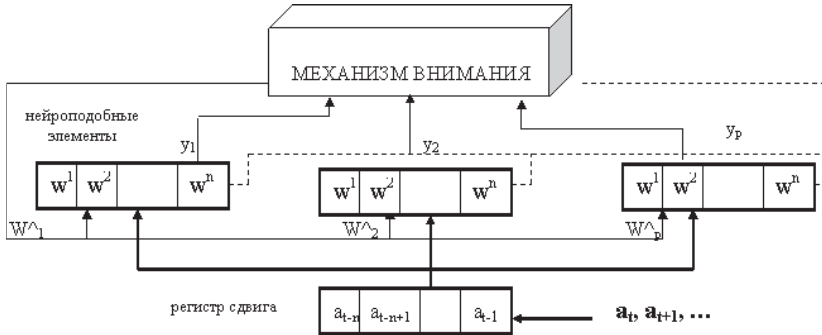 МЕХАНИЗМ ВНИМАНИЯ
нейроподобные
элементы
y₁ y₂ yₚ
w¹ w² wⁿ w¹ w² wⁿ w¹ w² wⁿ
W^₁ W^₂ W^ₚ
регистр сдвига aₜ₋ₙ aₜ₋ₙ₊₁ aₜ₋₁ aₜ, aₜ₊₁, ...